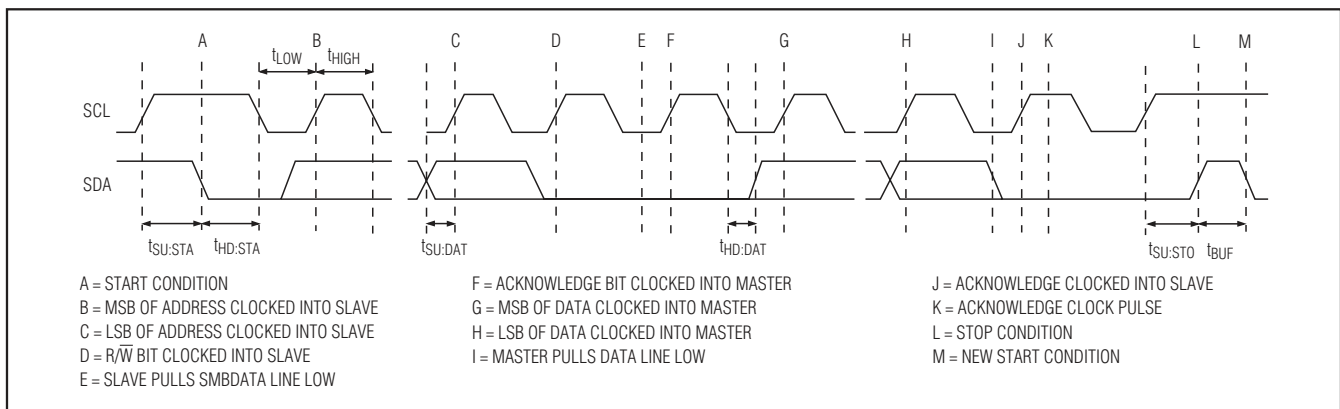 A B C D E F G H I J K L M
tLOW tHIGH
SCL
SDA
tSU:STA tHD:STA tSU:DAT tHD:DAT tSU:STO tBUF
A = START CONDITION
B = MSB OF ADDRESS CLOCKED INTO SLAVE
C = LSB OF ADDRESS CLOCKED INTO SLAVE
D = R/W̅ BIT CLOCKED INTO SLAVE
E = SLAVE PULLS SMBDATA LINE LOW
F = ACKNOWLEDGE BIT CLOCKED INTO MASTER
G = MSB OF DATA CLOCKED INTO MASTER
H = LSB OF DATA CLOCKED INTO MASTER
I = MASTER PULLS DATA LINE LOW
J = ACKNOWLEDGE CLOCKED INTO SLAVE
K = ACKNOWLEDGE CLOCK PULSE
L = STOP CONDITION
M = NEW START CONDITION